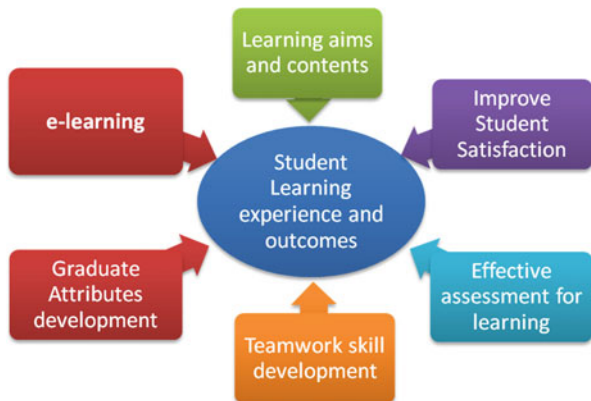 Learning aims
and contents
e-learning
Improve
Student
Satisfaction
Student
Learning
experience and
outcomes
Graduate
Attributes
development
Effective
assessment for
learning
Teamwork skill
development